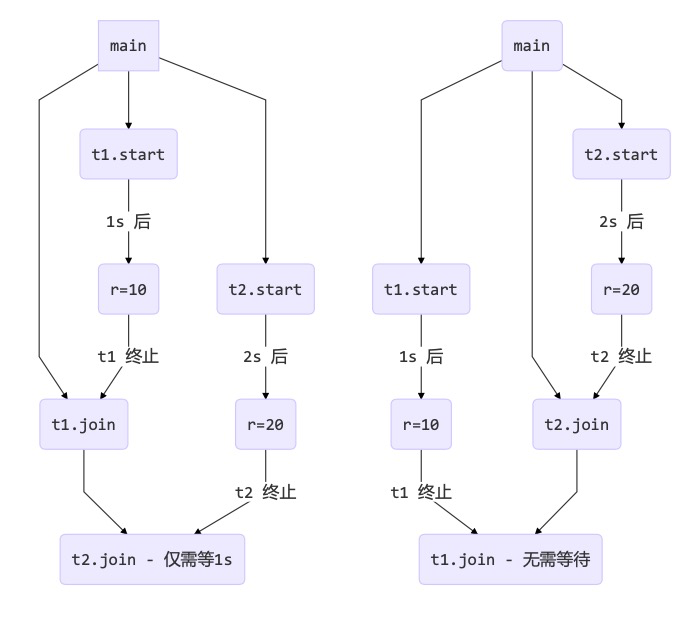 main
t1.start
1s 后
r=10
t2.start
t1 终止
2s 后
t1.join
r=20
t2 终止
t2.join - 仅需等1s
main
t2.start
2s 后
t1.start
r=20
1s 后
t2 终止
r=10
t2.join
t1 终止
t1.join - 无需等待